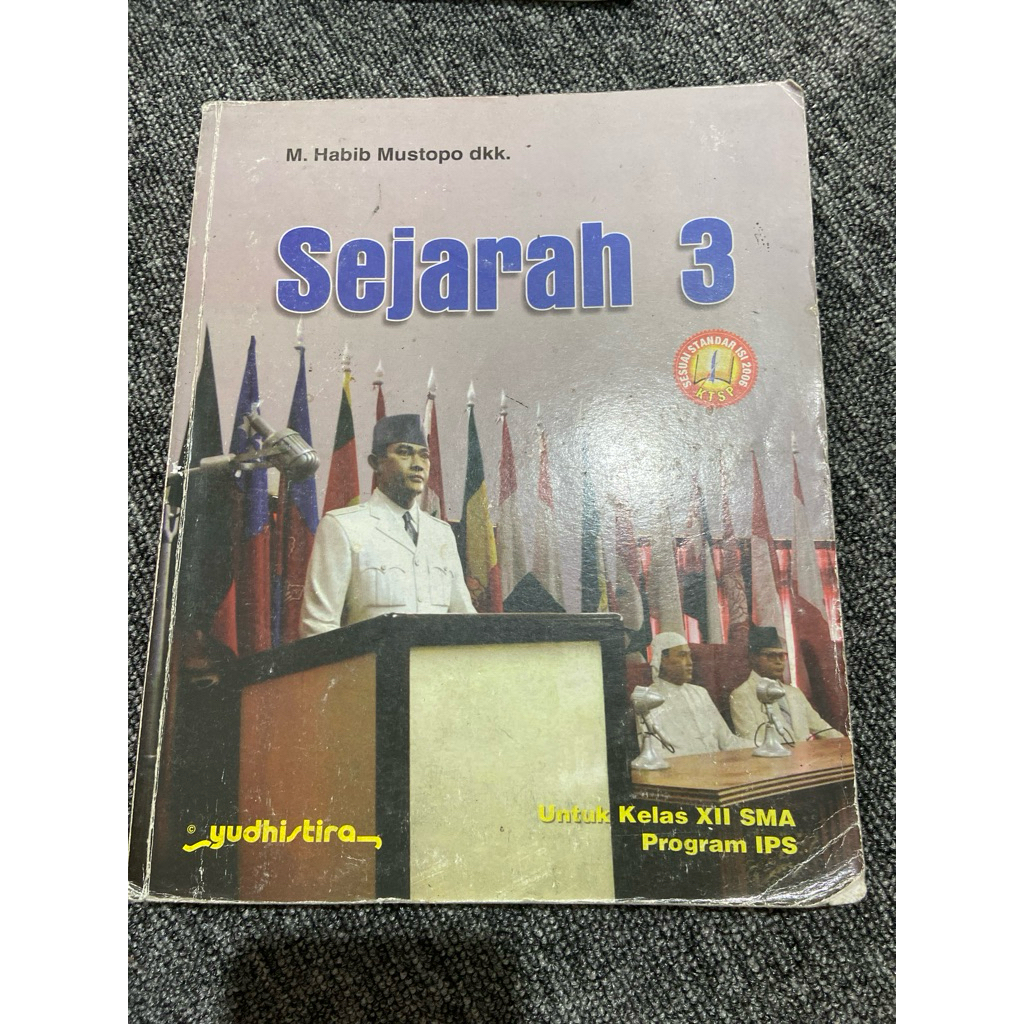 M. Habib Mustopo dkk.
Sejarah 3
SESUAI STANDAR ISI 2006
KTSP
Untuk Kelas XII SMA
Program IPS
© yudhistira